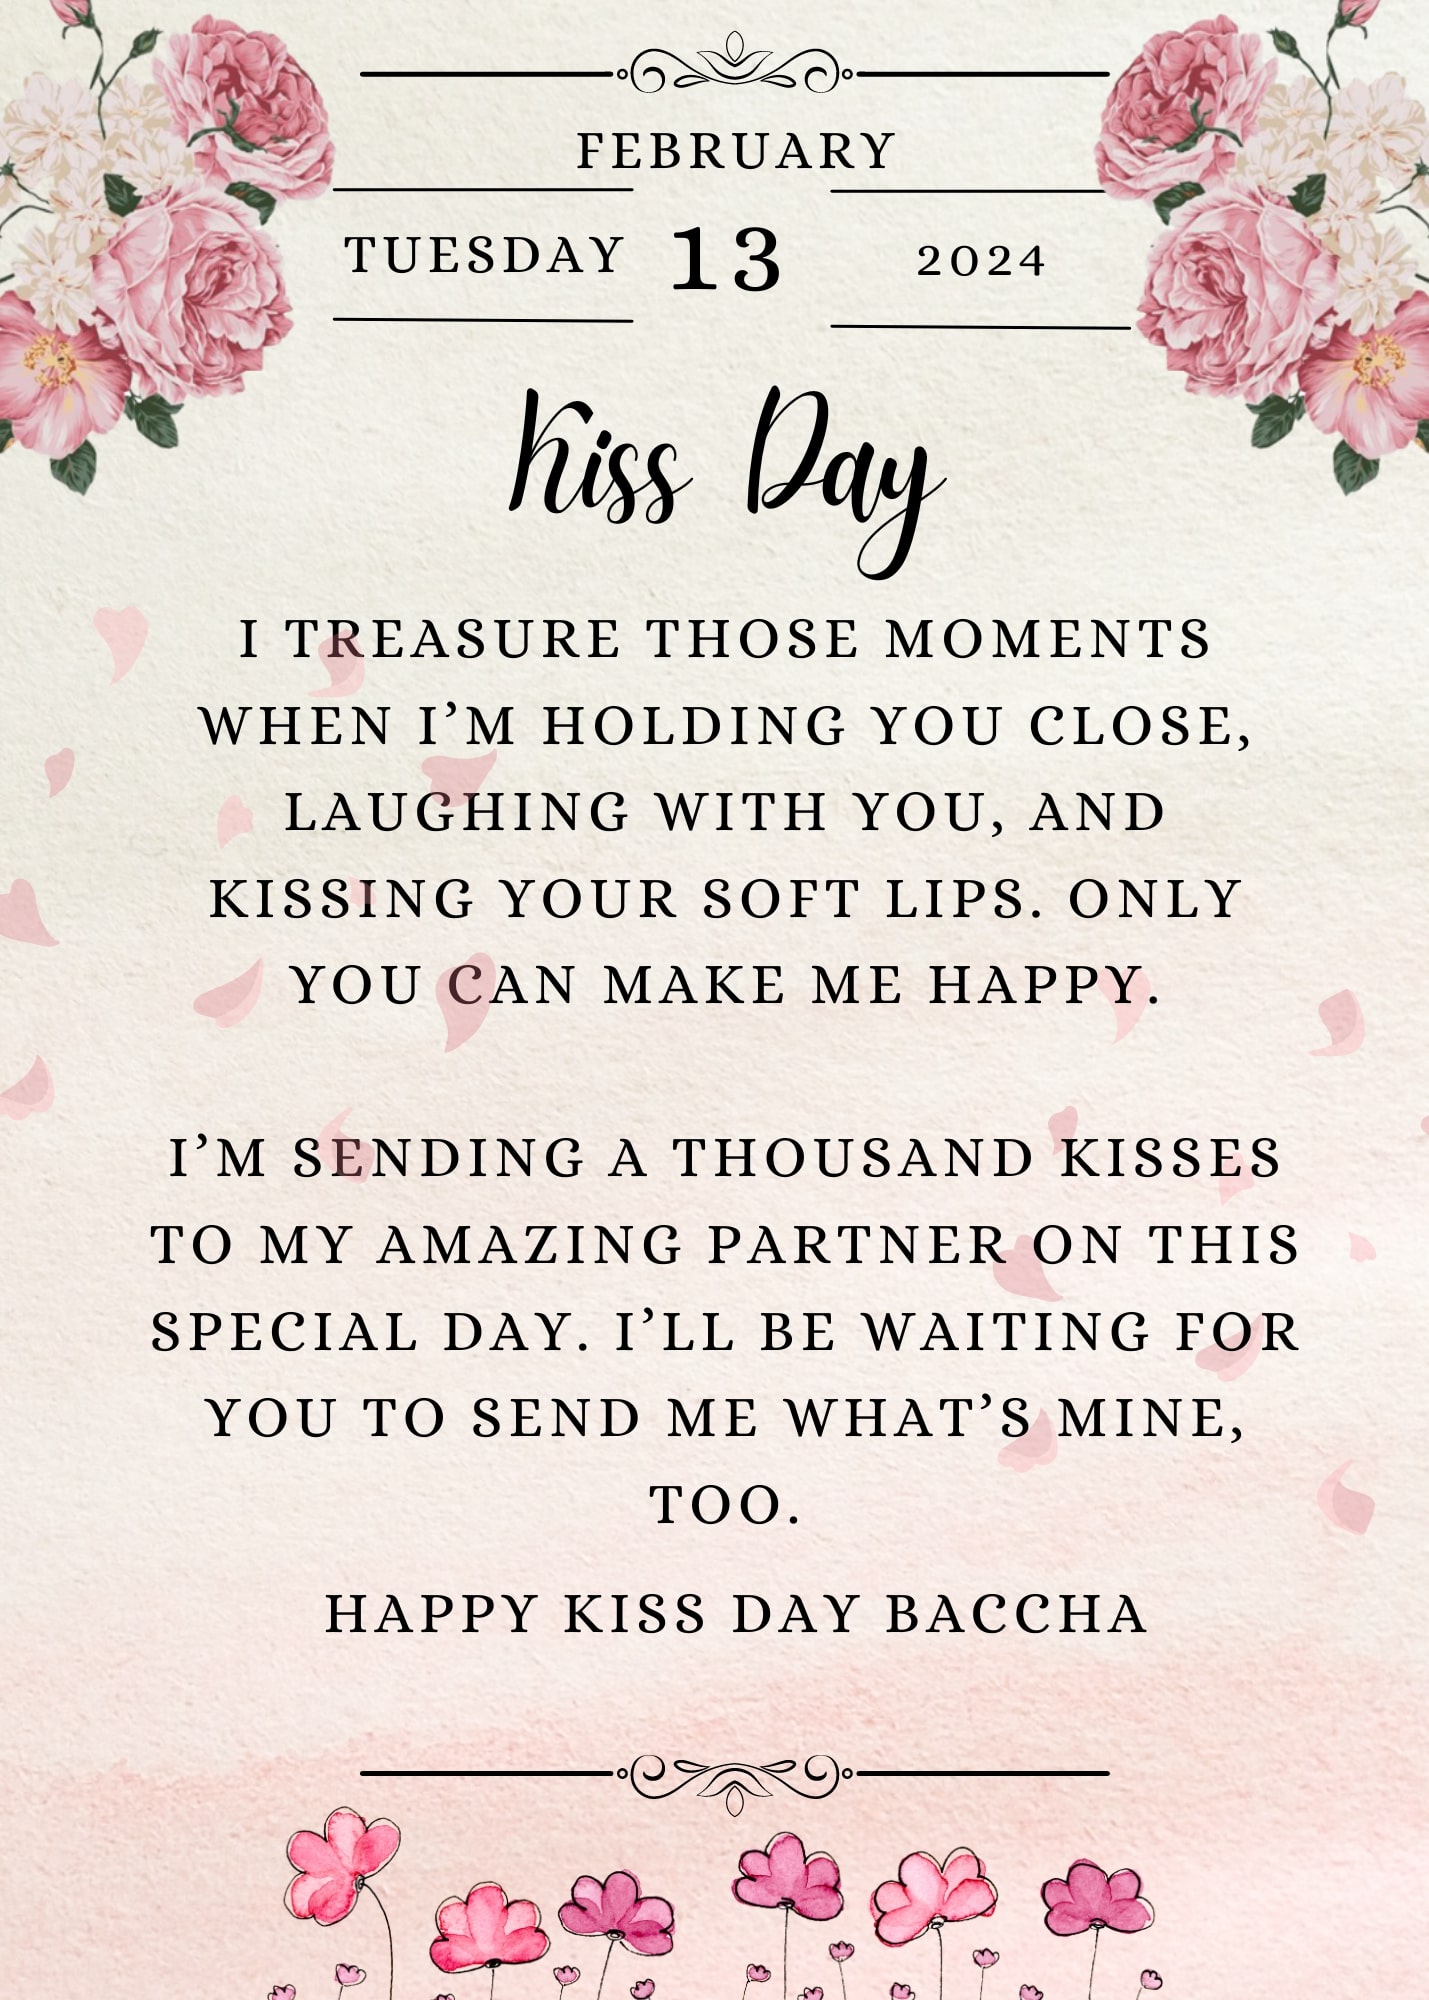 FEBRUARY
TUESDAY 13 2024
Kiss Day
I TREASURE THOSE MOMENTS
WHEN I’M HOLDING YOU CLOSE,
LAUGHING WITH YOU, AND
KISSING YOUR SOFT LIPS. ONLY
YOU CAN MAKE ME HAPPY.
I’M SENDING A THOUSAND KISSES
TO MY AMAZING PARTNER ON THIS
SPECIAL DAY. I’LL BE WAITING FOR
YOU TO SEND ME WHAT’S MINE,
TOO.
HAPPY KISS DAY BACCHA